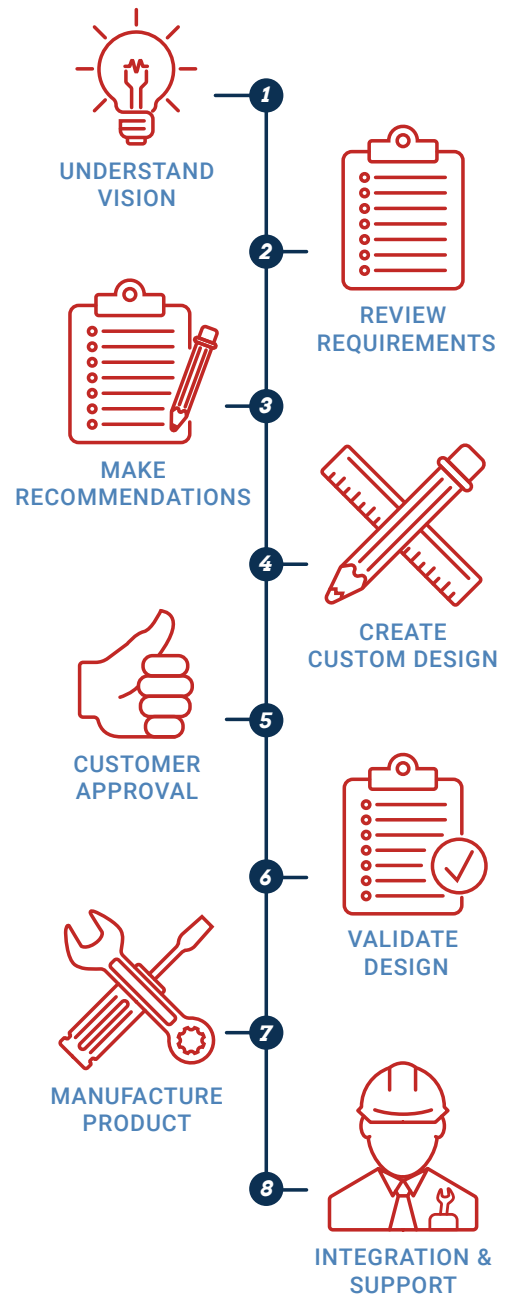 1
UNDERSTAND
VISION
2
REVIEW
REQUIREMENTS
3
MAKE
RECOMMENDATIONS
4
CREATE
CUSTOM DESIGN
5
CUSTOMER
APPROVAL
6
VALIDATE
DESIGN
7
MANUFACTURE
PRODUCT
8
INTEGRATION &
SUPPORT